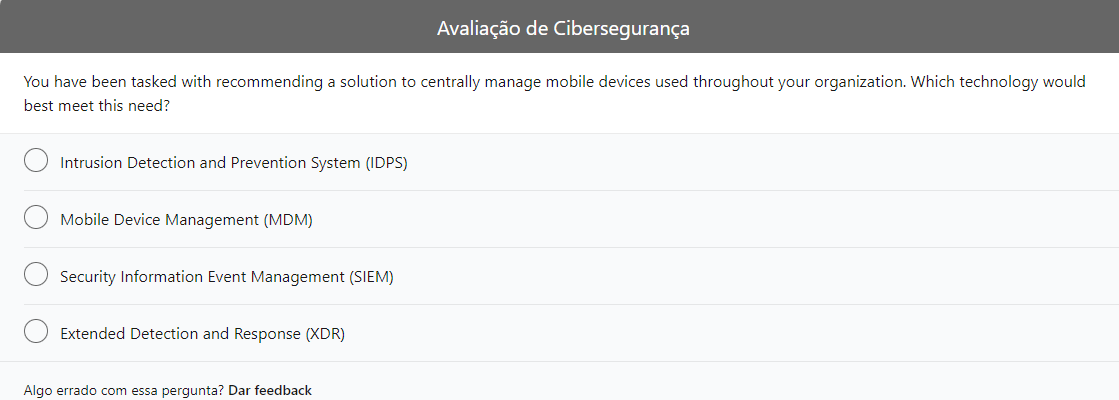 Avaliação de Cibersegurança
You have been tasked with recommending a solution to centrally manage mobile devices used throughout your organization. Which technology would
best meet this need?
Intrusion Detection and Prevention System (IDPS)
Mobile Device Management (MDM)
Security Information Event Management (SIEM)
Extended Detection and Response (XDR)
Algo errado com essa pergunta? Dar feedback